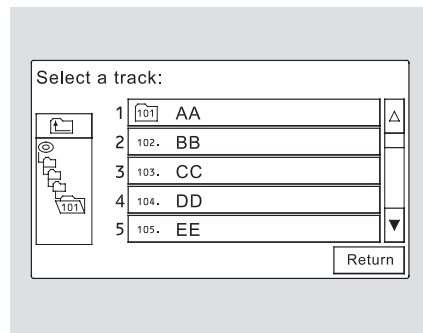 Select a track:
1 101 AA
2 102. BB
3 103. CC
101 4 104. DD
5 105. EE
Return